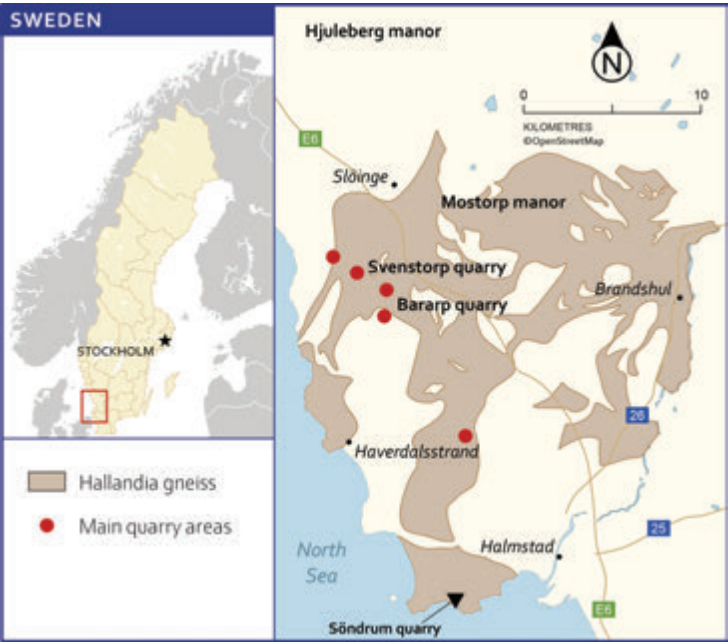 SWEDEN
STOCKHOLM
Hallandia gneiss
Main quarry areas
Hjuleberg manor
N
0 10
KILOMETRES
©OpenStreetMap
E6
Slöinge
Mostorp manor
Svenstorp quarry
Brandshul
Bararp quarry
26
Haverdalsstrand
25
North
Sea
Halmstad
E6
Söndrum quarry